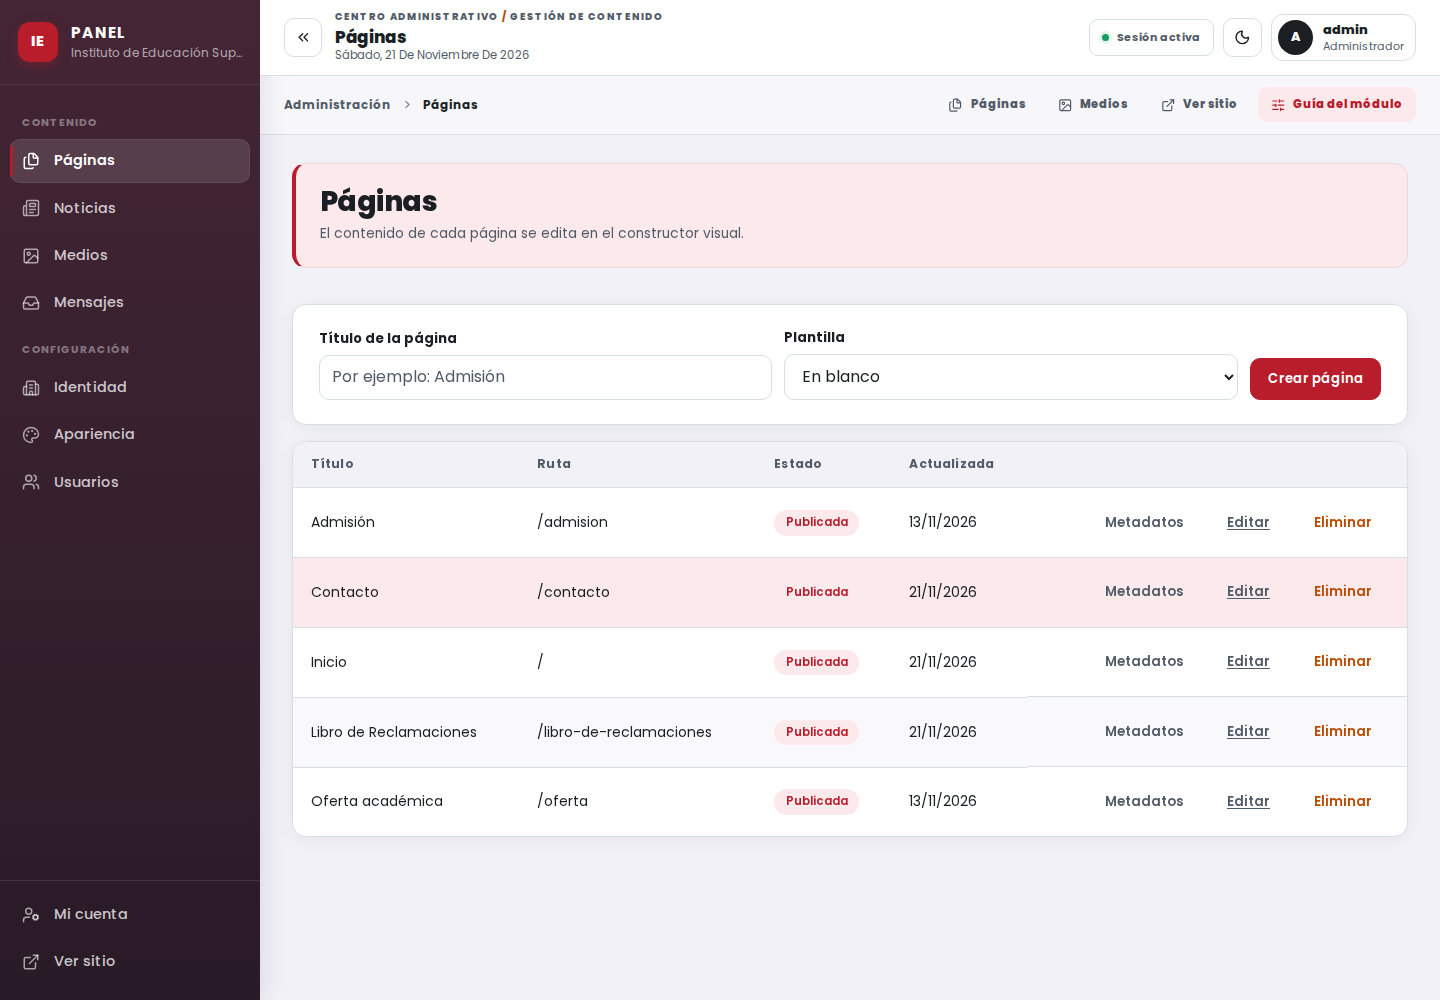 IE
PANEL
Instituto de Educación Sup...
CONTENIDO
Páginas
Noticias
Medios
Mensajes
CONFIGURACIÓN
Identidad
Apariencia
Usuarios
Mi cuenta
Ver sitio
CENTRO ADMINISTRATIVO / GESTIÓN DE CONTENIDO
Páginas
Sábado, 21 De Noviembre De 2026
Sesión activa
A
admin
Administrador
Administración > Páginas
Páginas Medios Ver sitio Guía del módulo
Páginas
El contenido de cada página se edita en el constructor visual.
Título de la página
Por ejemplo: Admisión
Plantilla
En blanco
Crear página
Título Ruta Estado Actualizada
Admisión /admision Publicada 13/11/2026 Metadatos Editar Eliminar
Contacto /contacto Publicada 21/11/2026 Metadatos Editar Eliminar
Inicio / Publicada 21/11/2026 Metadatos Editar Eliminar
Libro de Reclamaciones /libro-de-reclamaciones Publicada 21/11/2026 Metadatos Editar Eliminar
Oferta académica /oferta Publicada 13/11/2026 Metadatos Editar Eliminar